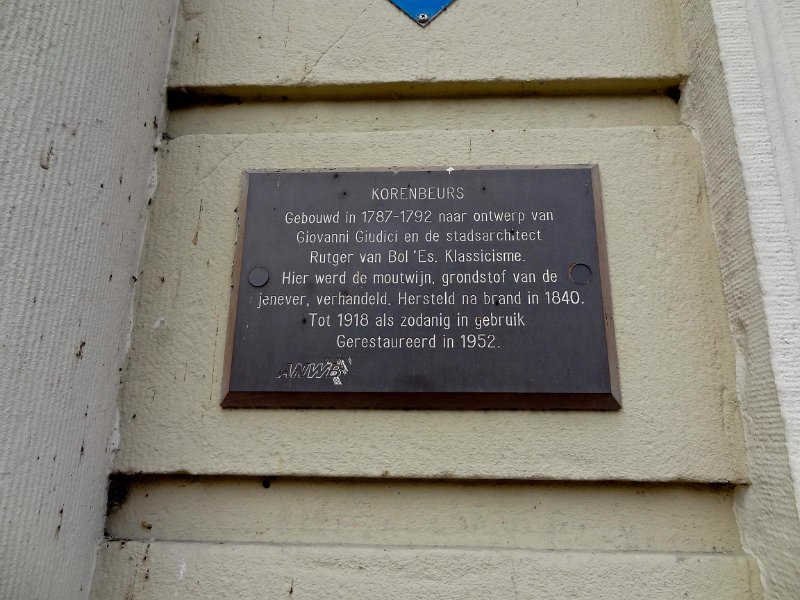 KORENBEURS
Gebouwd in 1787-1792 naar ontwerp van
Giovanni Giudici en de stadsarchitect
Rutger van Bol 'Es. Klassicisme.
Hier werd de moutwijn, grondstof van de
jenever, verhandeld. Hersteld na brand in 1840.
Tot 1918 als zodanig in gebruik
Gerestaureerd in 1952.
ANWB